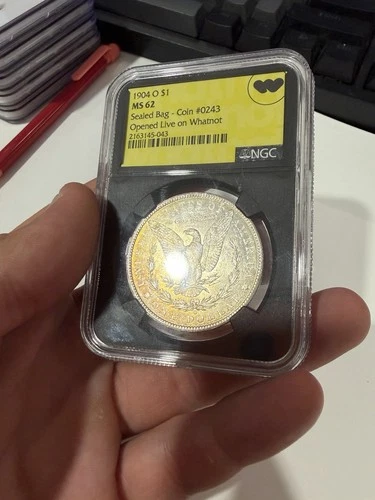 1904 O $1
MS 62
Sealed Bag - Coin #0243
Opened Live on Whatnot
2163145-043
NGC